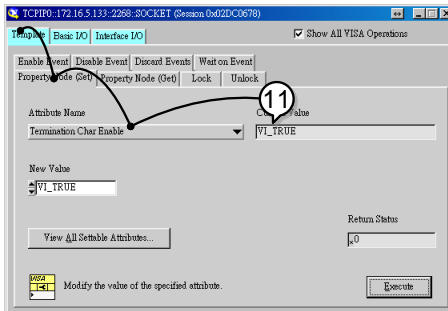 TCPIP0::172.16.5.133::2268::SOCKET (Session 0x02DC0678)
Template Basic I/O Interface I/O Show All VISA Operations
Enable Event Disable Event Discard Events Wait on Event
Property Node (Set) Property Node (Get) Lock Unlock
11
Attribute Name Value
Termination Char Enable VI_TRUE
New Value
VI_TRUE
Return Status
View All Settable Attributes... x0
VISA
Modify the value of the specified attribute. Execute